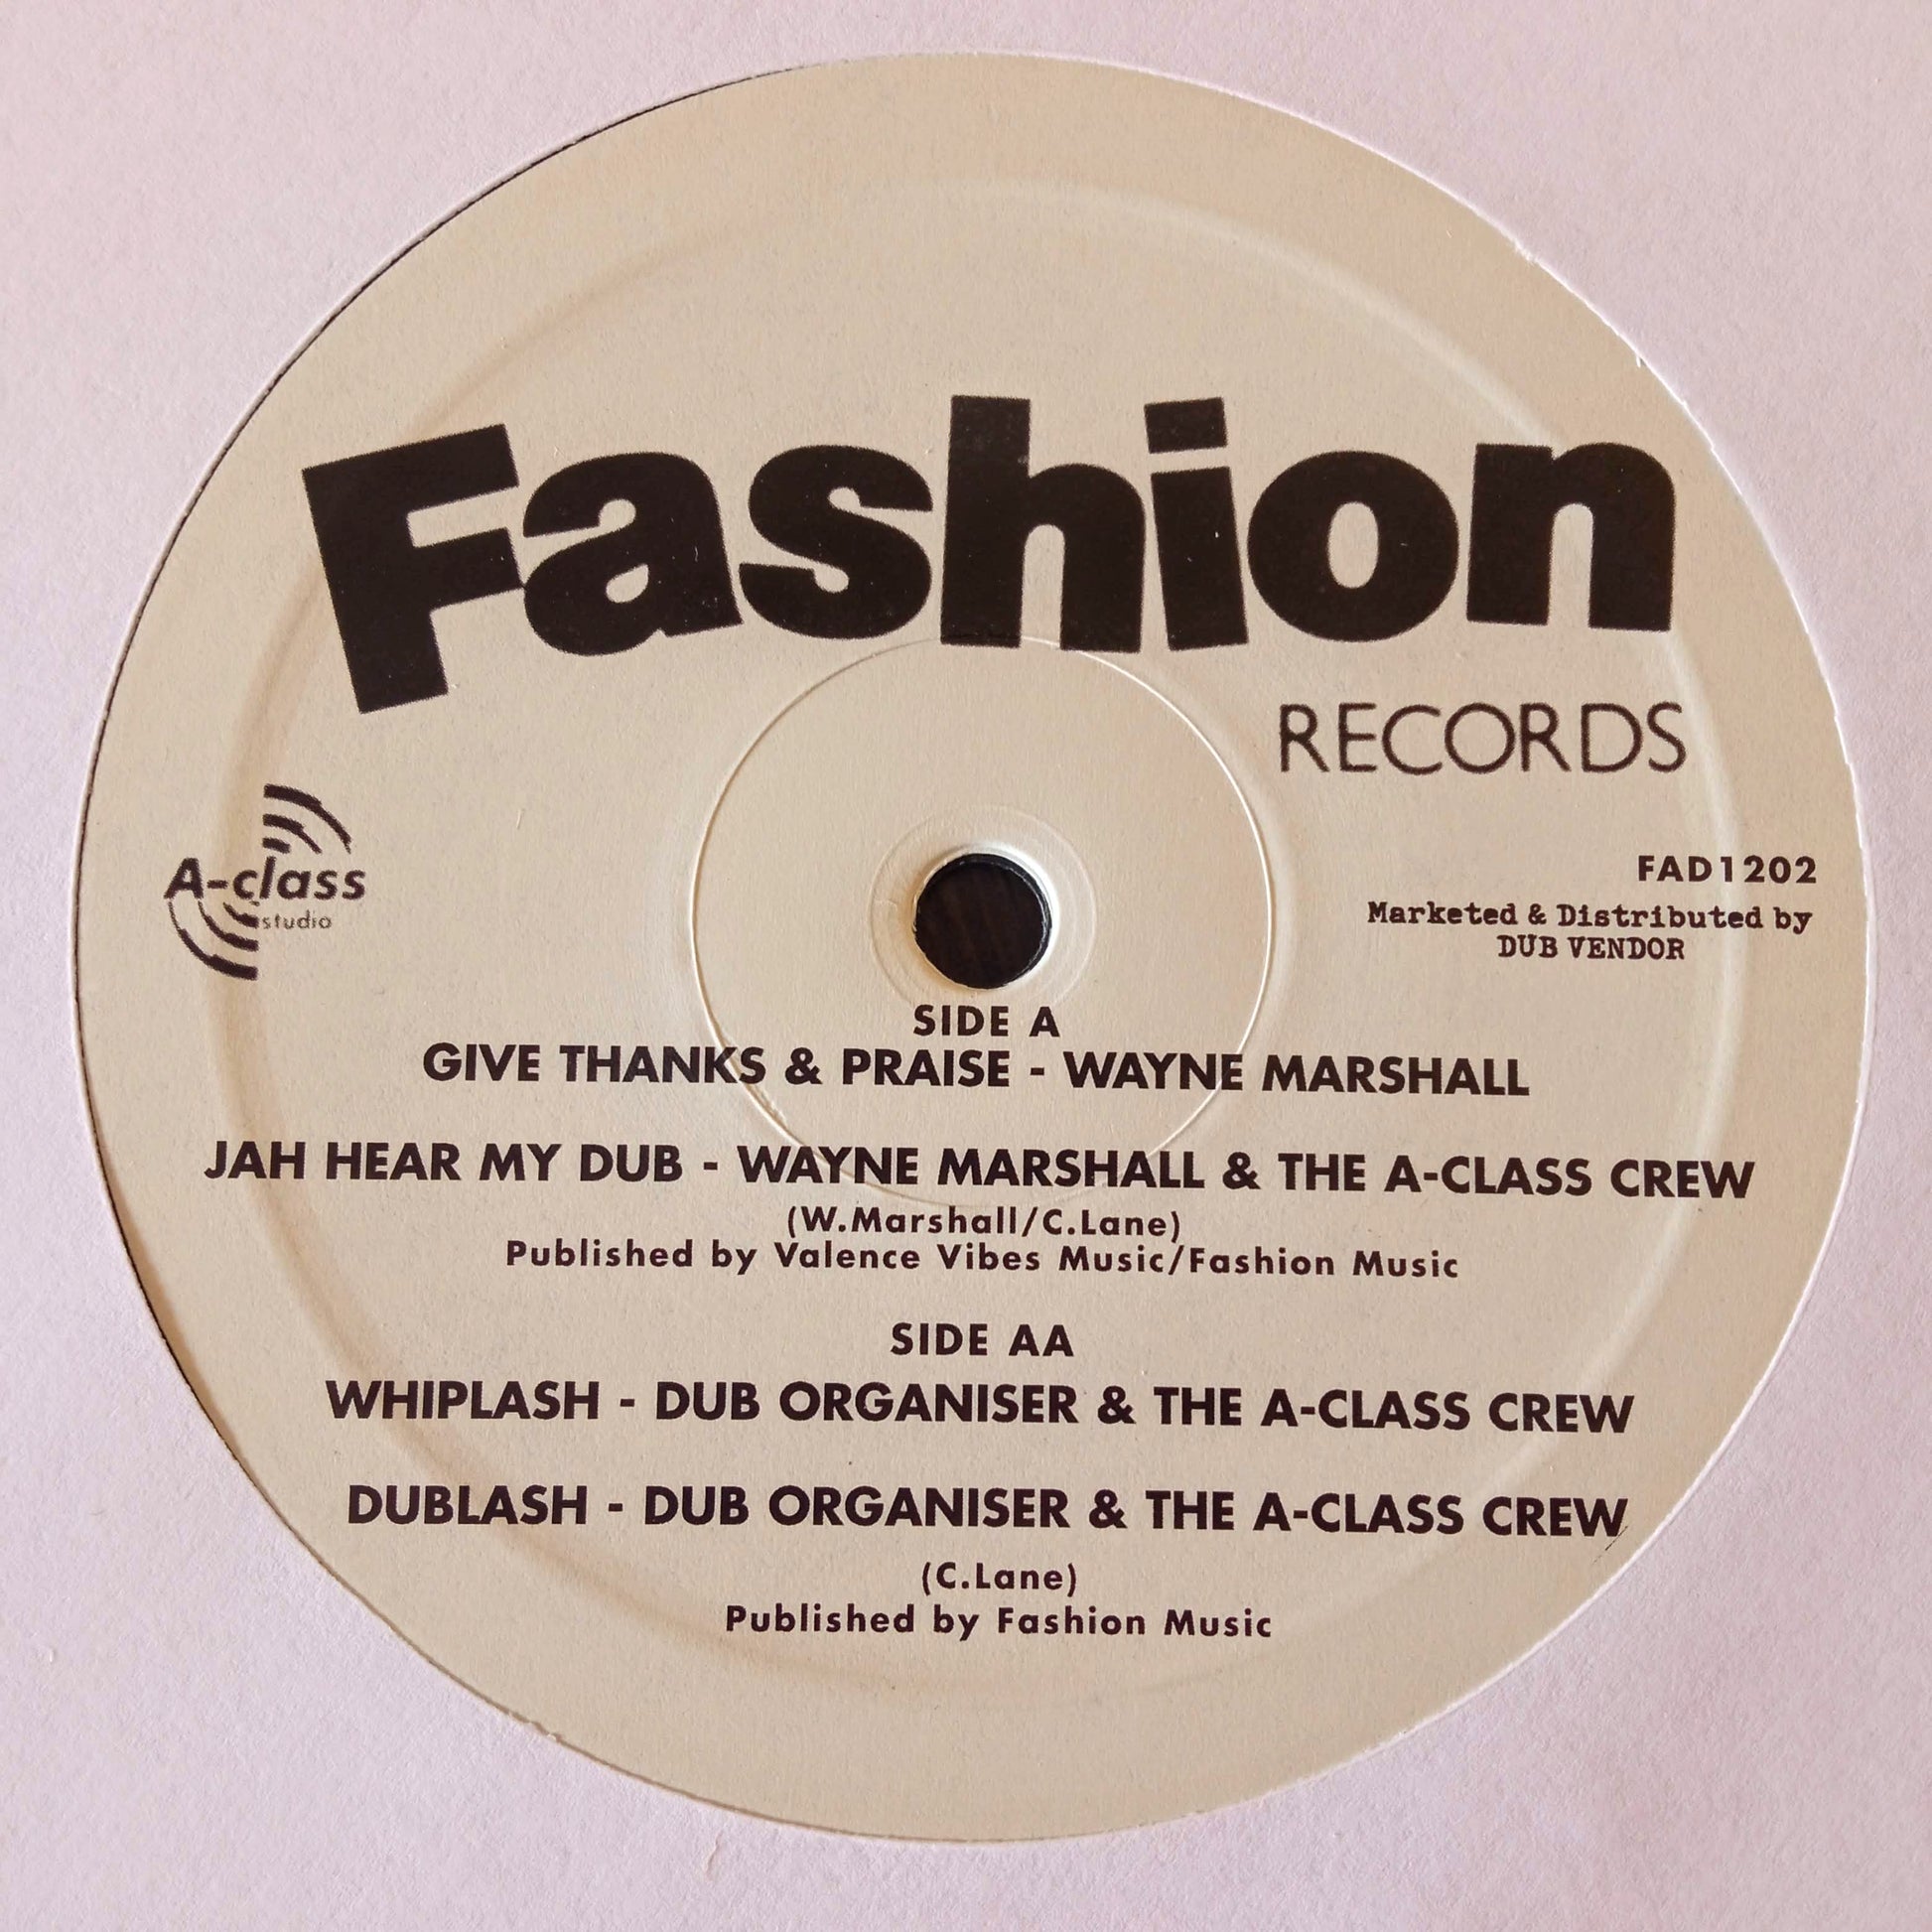 Fashion
RECORDS
A-class
studio
FAD1202
Marketed & Distributed by
DUB VENDOR
SIDE A
GIVE THANKS & PRAISE - WAYNE MARSHALL
JAH HEAR MY DUB - WAYNE MARSHALL & THE A-CLASS CREW
(W.Marshall/C.Lane)
Published by Valence Vibes Music/Fashion Music
SIDE AA
WHIPLASH - DUB ORGANISER & THE A-CLASS CREW
DUBLASH - DUB ORGANISER & THE A-CLASS CREW
(C.Lane)
Published by Fashion Music